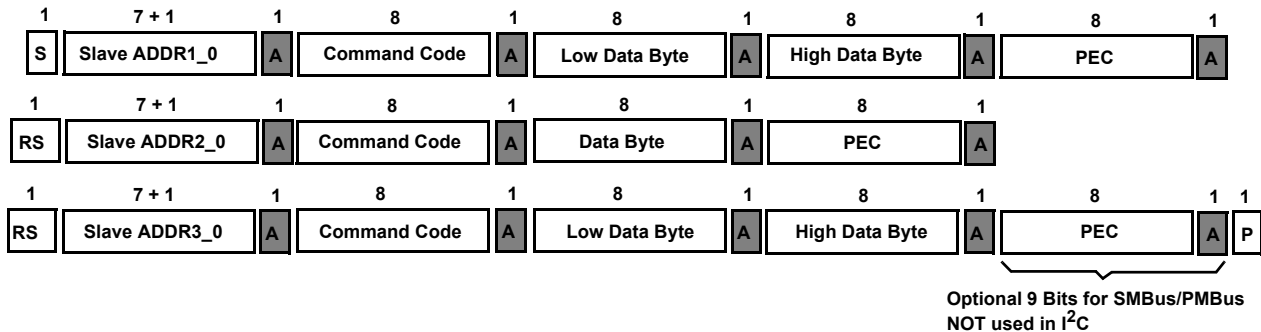 1 7 + 1 1 8 1 8 1 8 1 8 1
S Slave ADDR1_0 A Command Code A Low Data Byte A High Data Byte A PEC A
1 7 + 1 1 8 1 8 1 8 1
RS Slave ADDR2_0 A Command Code A Data Byte A PEC A
1 7 + 1 1 8 1 8 1 8 1 8 1 1
RS Slave ADDR3_0 A Command Code A Low Data Byte A High Data Byte A PEC A P
Optional 9 Bits for SMBus/PMBus
NOT used in I²C